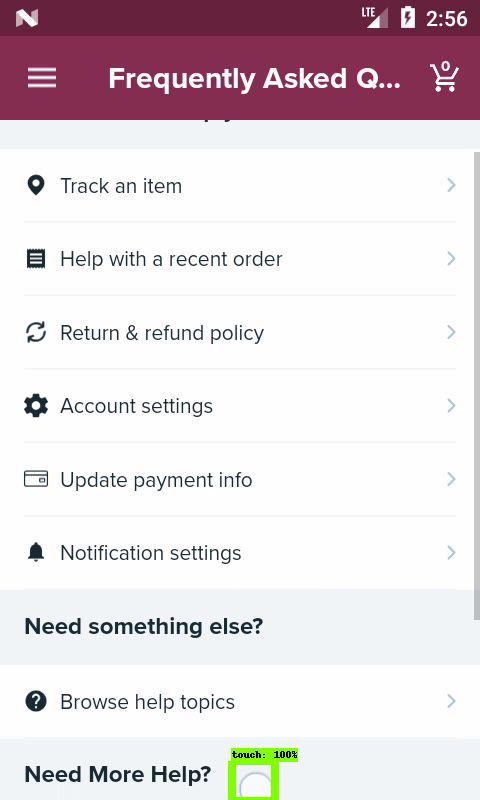 LTE 2:56
Frequently Asked Q... 0
Track an item
Help with a recent order
Return & refund policy
Account settings
Update payment info
Notification settings
Need something else?
Browse help topics
touch: 100%
Need More Help?